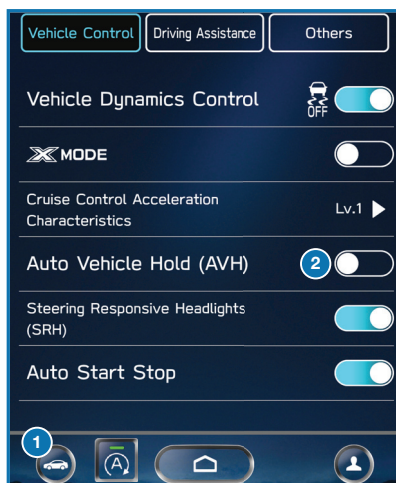 Vehicle Control
Driving Assistance
Others
Vehicle Dynamics Control
OFF
X MODE
Cruise Control Acceleration
Characteristics
Lv.1
Auto Vehicle Hold (AVH)
2
Steering Responsive Headlights
(SRH)
Auto Start Stop
1
A